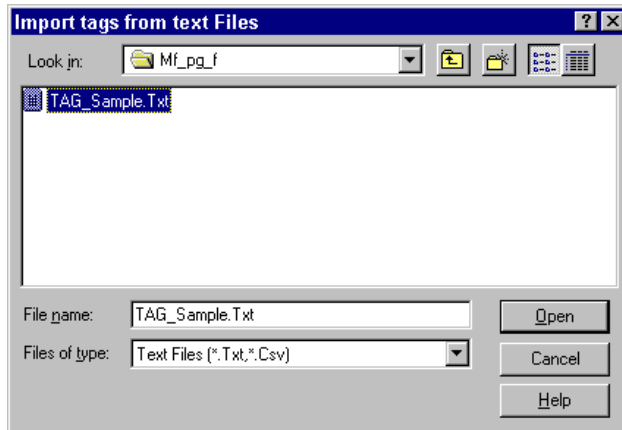 Import tags from text Files
Look in: Mf_pg_f
TAG_Sample.Txt
File name: TAG_Sample.Txt Open
Files of type: Text Files (*.Txt,*.Csv) Cancel
Help